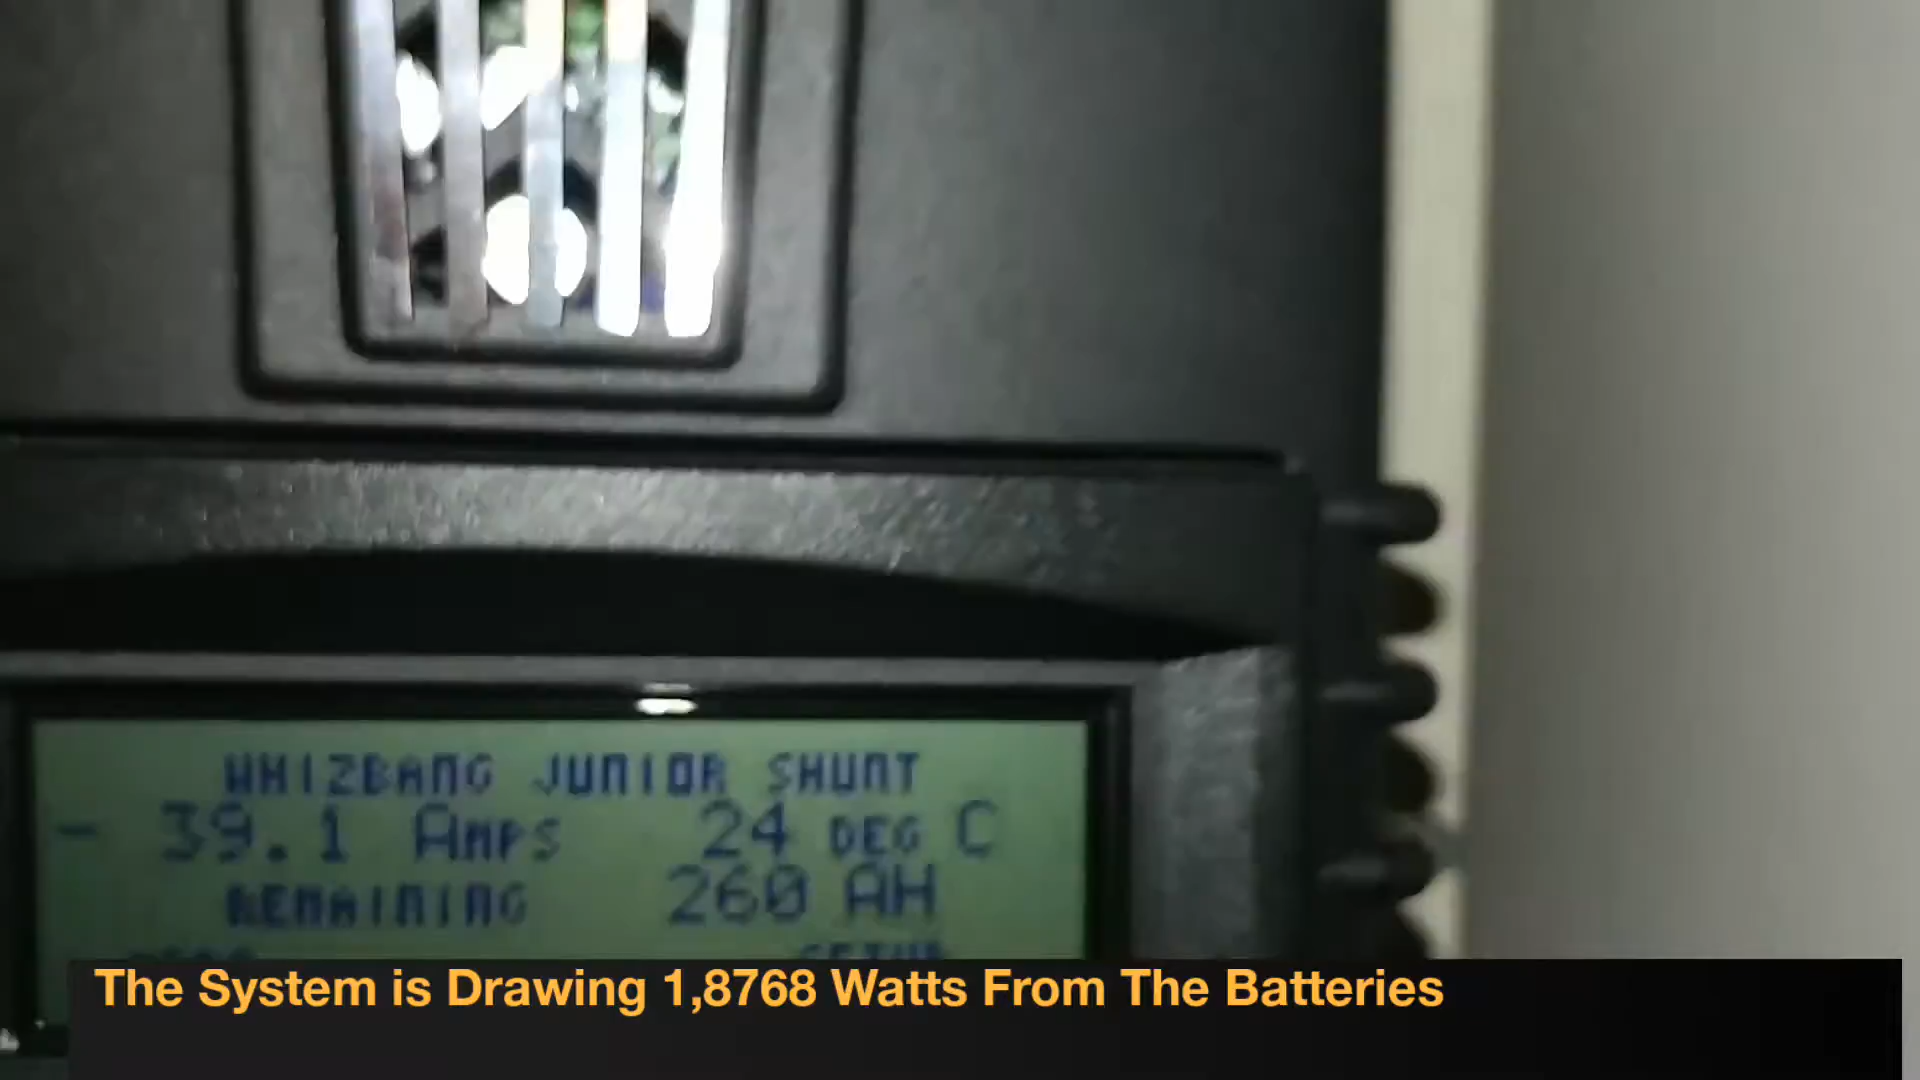 WHIZBANG JUNIOR SHUNT
- 39.1 AMPS 24 DEG C
REMAINING 260 AH
The System is Drawing 1,8768 Watts From The Batteries